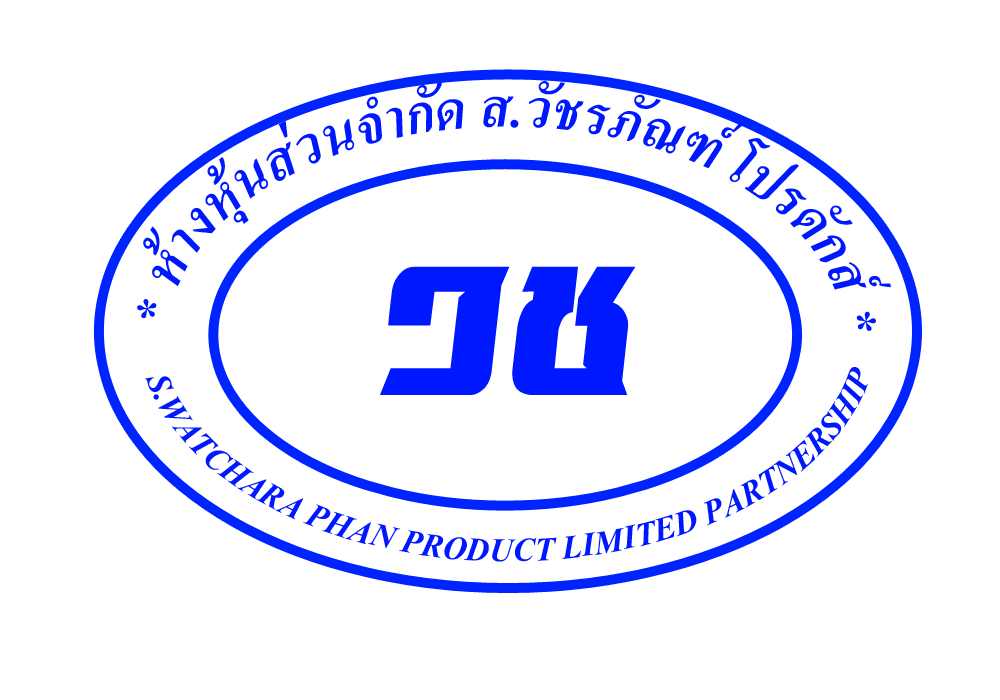 * ห้างหุ้นส่วนจำกัด ส.วัชรภัณฑ์ โปรดักส์ *
วช
S.WATCHARA PHAN PRODUCT LIMITED PARTNERSHIP